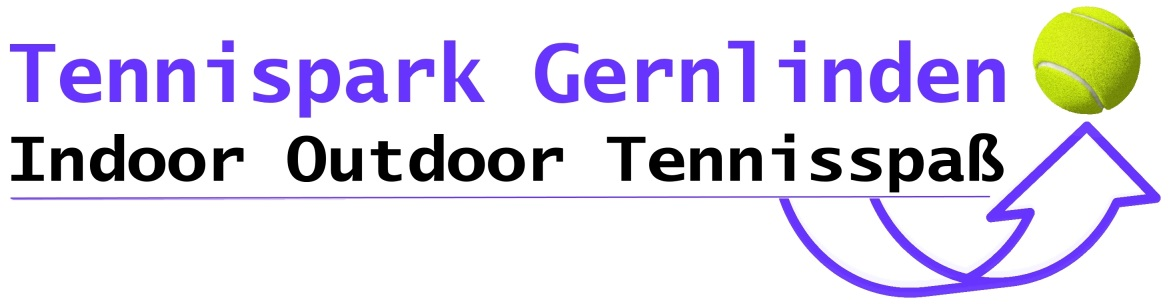 Tennispark Gernlinden
Indoor Outdoor Tennisspaß